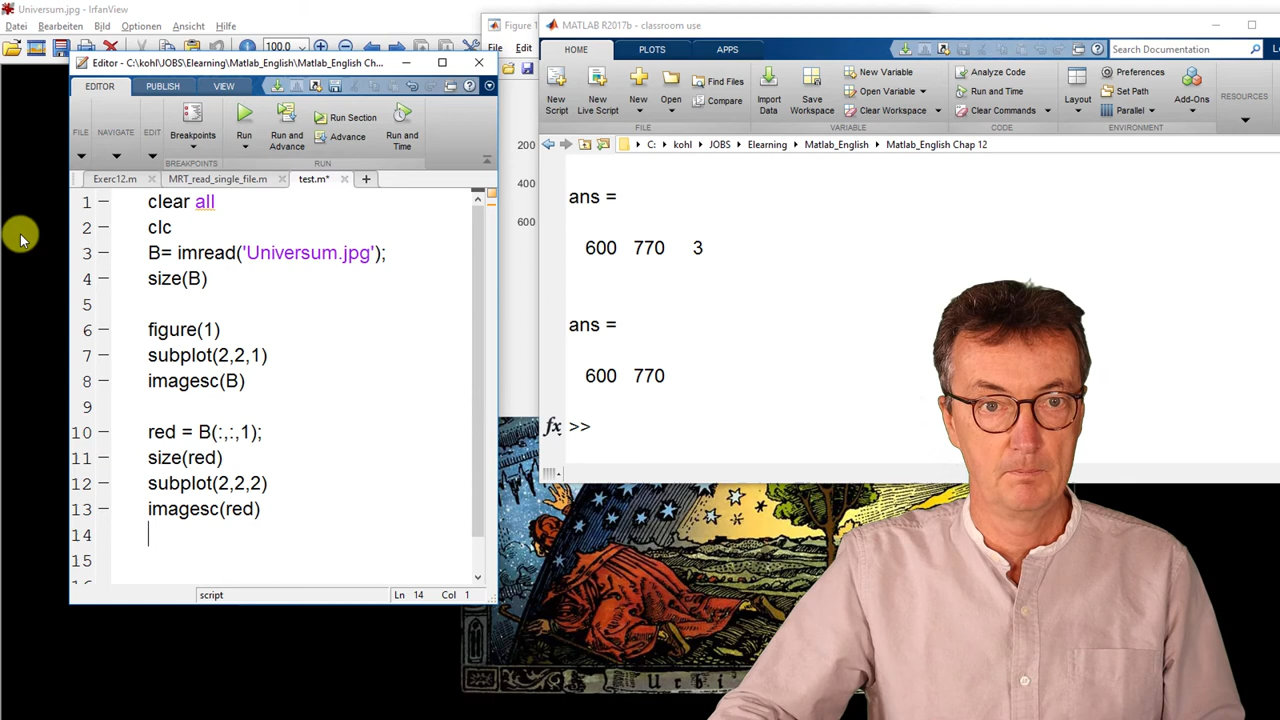 Universum.jpg - IrfanView
Datei Bearbeiten Bild Optionen Ansicht Hilfe
100.0
Figure 1
File Edit
200
400
600
Editor - C:\kohl\JOBS\Elearning\Matlab_English\Matlab_English Ch...
EDITOR PUBLISH VIEW
FILE NAVIGATE EDIT
Breakpoints
Run
Run and Advance
Run Section
Advance
Run and Time
BREAKPOINTS RUN
Exerc12.m MRT_read_single_file.m test.m*
1 clear all
2 clc
3 B= imread('Universum.jpg');
4 size(B)
5
6 figure(1)
7 subplot(2,2,1)
8 imagesc(B)
9
10 red = B(:,:,1);
11 size(red)
12 subplot(2,2,2)
13 imagesc(red)
14
15
16
script Ln 14 Col 1
MATLAB R2017b - classroom use
HOME PLOTS APPS
Search Documentation
New Script
New Live Script
New
Open
Find Files
Compare
Import Data
Save Workspace
New Variable
Open Variable
Clear Workspace
Analyze Code
Run and Time
Clear Commands
Layout
Preferences
Set Path
Parallel
Add-Ons
RESOURCES
FILE VARIABLE CODE ENVIRONMENT
C: kohl JOBS Elearning Matlab_English Matlab_English Chap 12
ans =
600 770 3
ans =
600 770
fx >>
Urbi